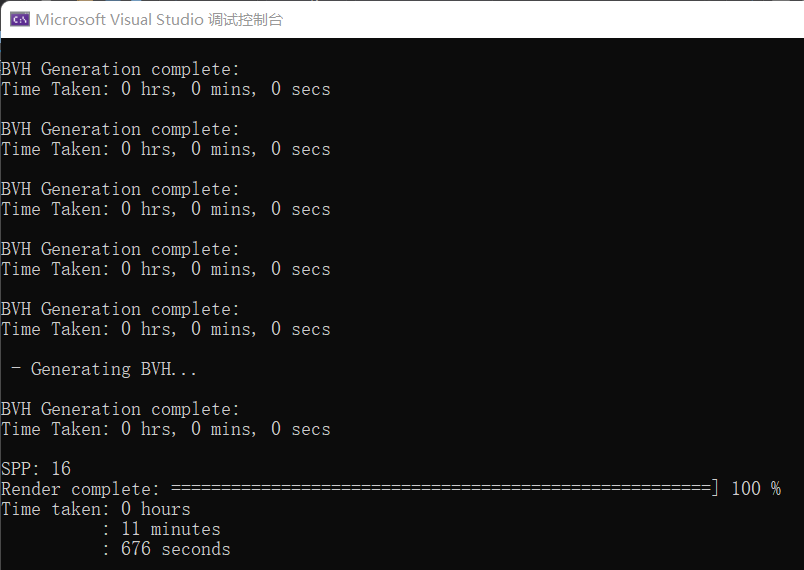 Microsoft Visual Studio 调试控制台
BVH Generation complete:
Time Taken: 0 hrs, 0 mins, 0 secs
BVH Generation complete:
Time Taken: 0 hrs, 0 mins, 0 secs
BVH Generation complete:
Time Taken: 0 hrs, 0 mins, 0 secs
BVH Generation complete:
Time Taken: 0 hrs, 0 mins, 0 secs
BVH Generation complete:
Time Taken: 0 hrs, 0 mins, 0 secs
 - Generating BVH...
BVH Generation complete:
Time Taken: 0 hrs, 0 mins, 0 secs
SPP: 16
Render complete: ======================================================] 100 %
Time taken: 0 hours
          : 11 minutes
          : 676 seconds